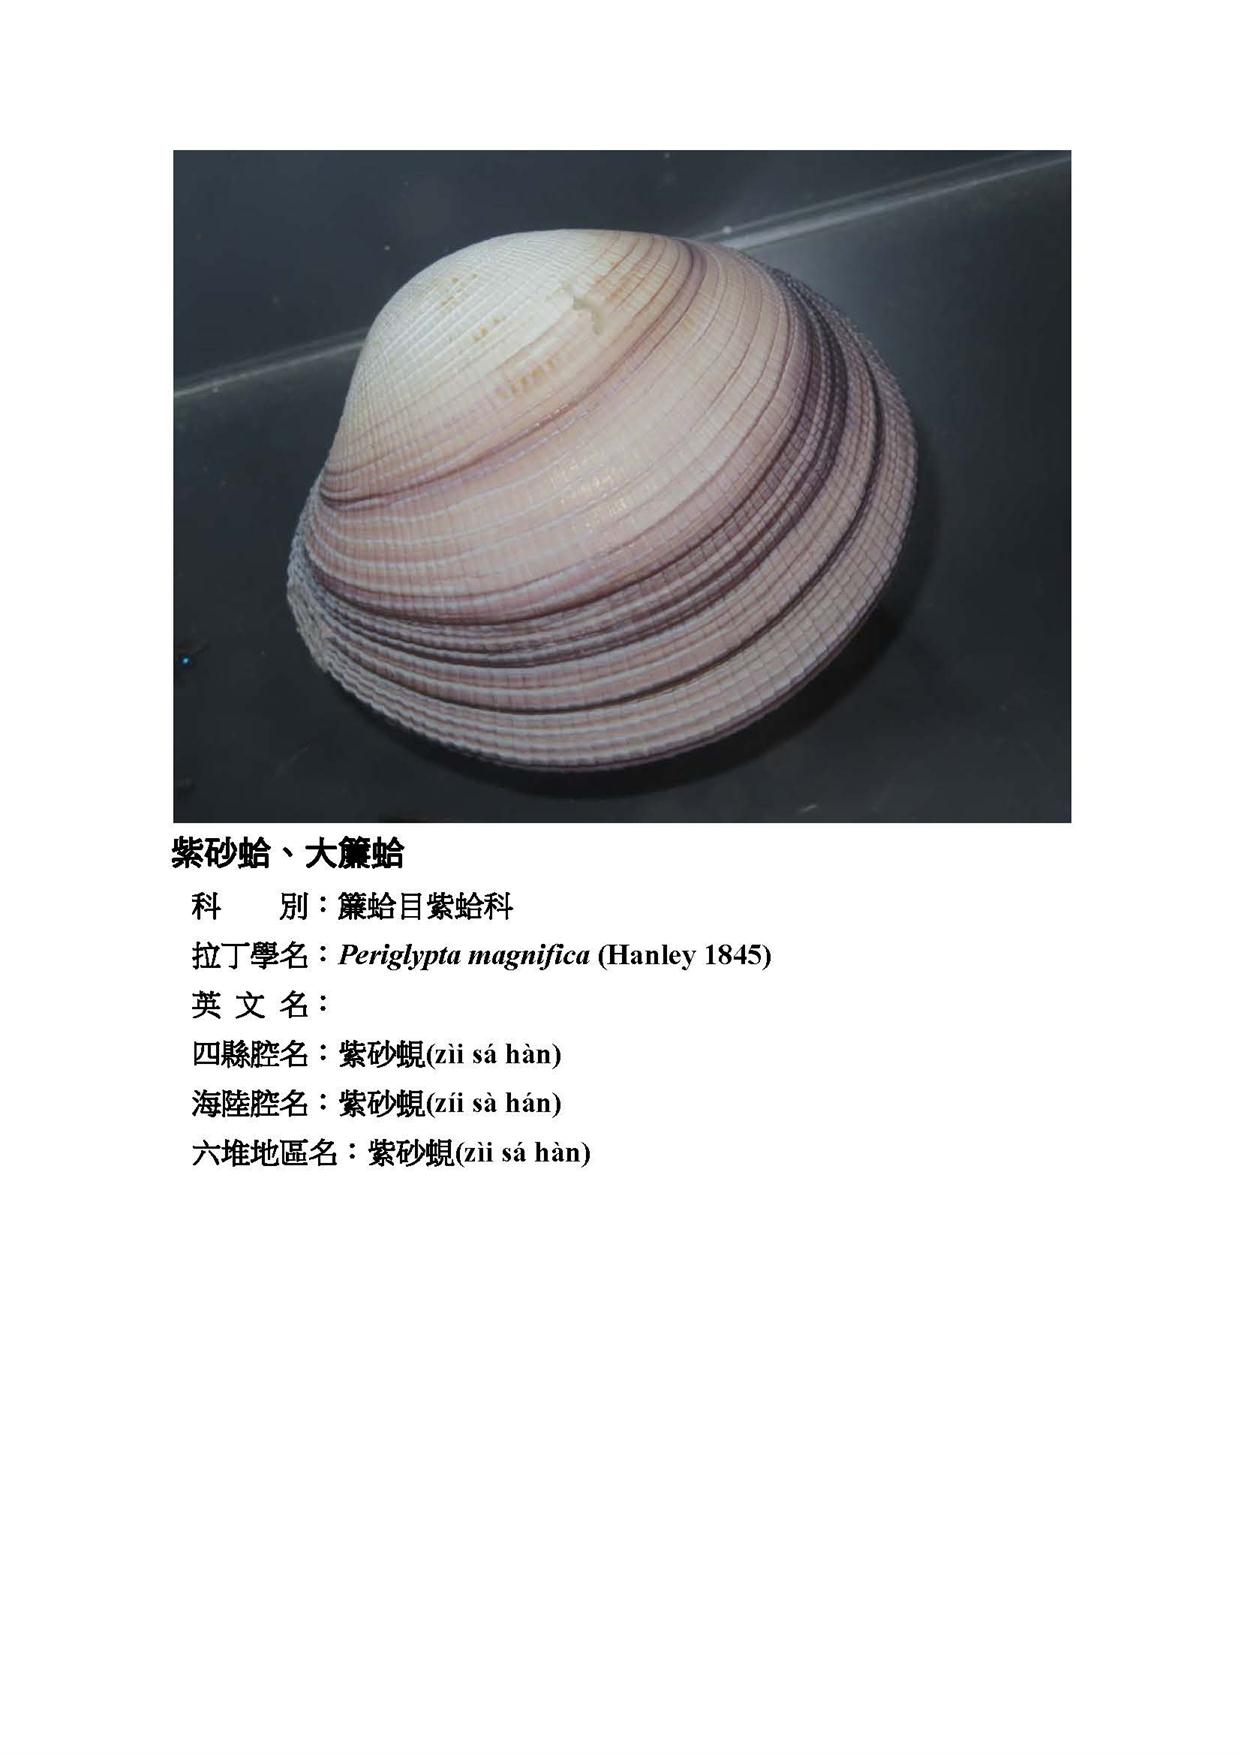 紫砂蛤、大簾蛤
科　　別：簾蛤目紫蛤科
拉丁學名：Periglypta magnifica (Hanley 1845)
英 文 名：
四縣腔名：紫砂蜆(zìi sá hàn)
海陸腔名：紫砂蜆(zíi sà hán)
六堆地區名：紫砂蜆(zìi sá hàn)